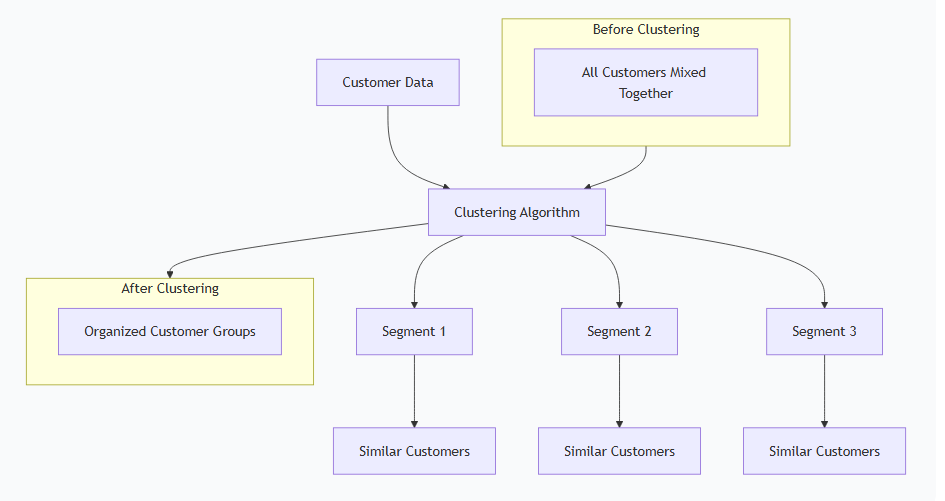 Before Clustering
All Customers Mixed
Together
Customer Data
Clustering Algorithm
After Clustering
Organized Customer Groups
Segment 1
Segment 2
Segment 3
Similar Customers
Similar Customers
Similar Customers